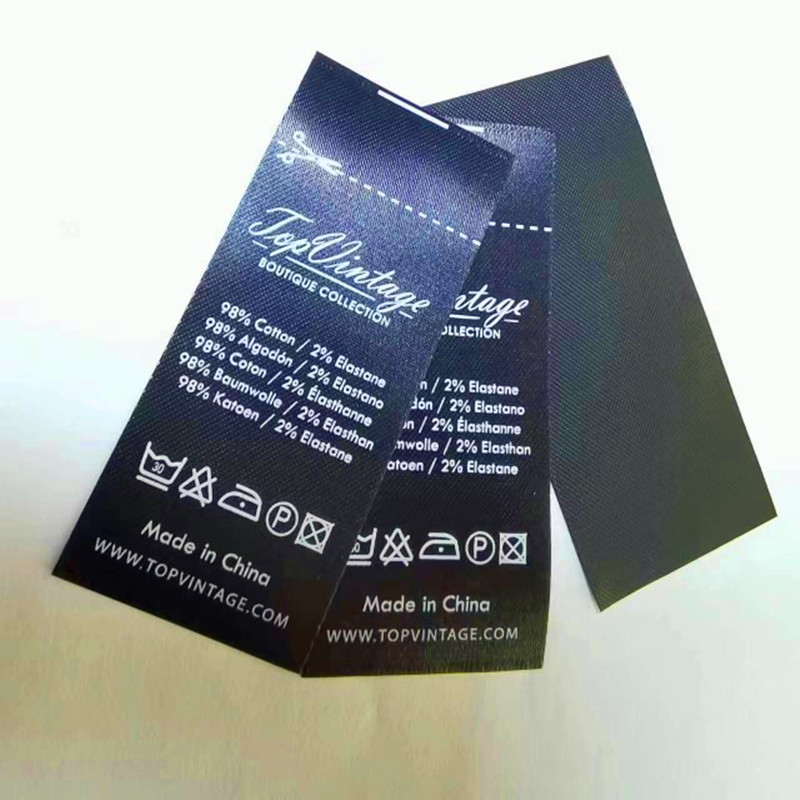 TopVintage
BOUTIQUE COLLECTION
98% Cotton / 2% Elastane
98% Algodón / 2% Elastano
98% Coton / 2% Élasthanne
98% Baumwolle / 2% Elasthan
98% Katoen / 2% Elastane
30
P
Made in China
WWW.TOPVINTAGE.COM
ntage
OLLECTION
n / 2% Elastane
dón / 2% Elastano
on / 2% Élasthanne
mwolle / 2% Elasthan
atoen / 2% Elastane
P
Made in China
WWW.TOPVINTAGE.COM